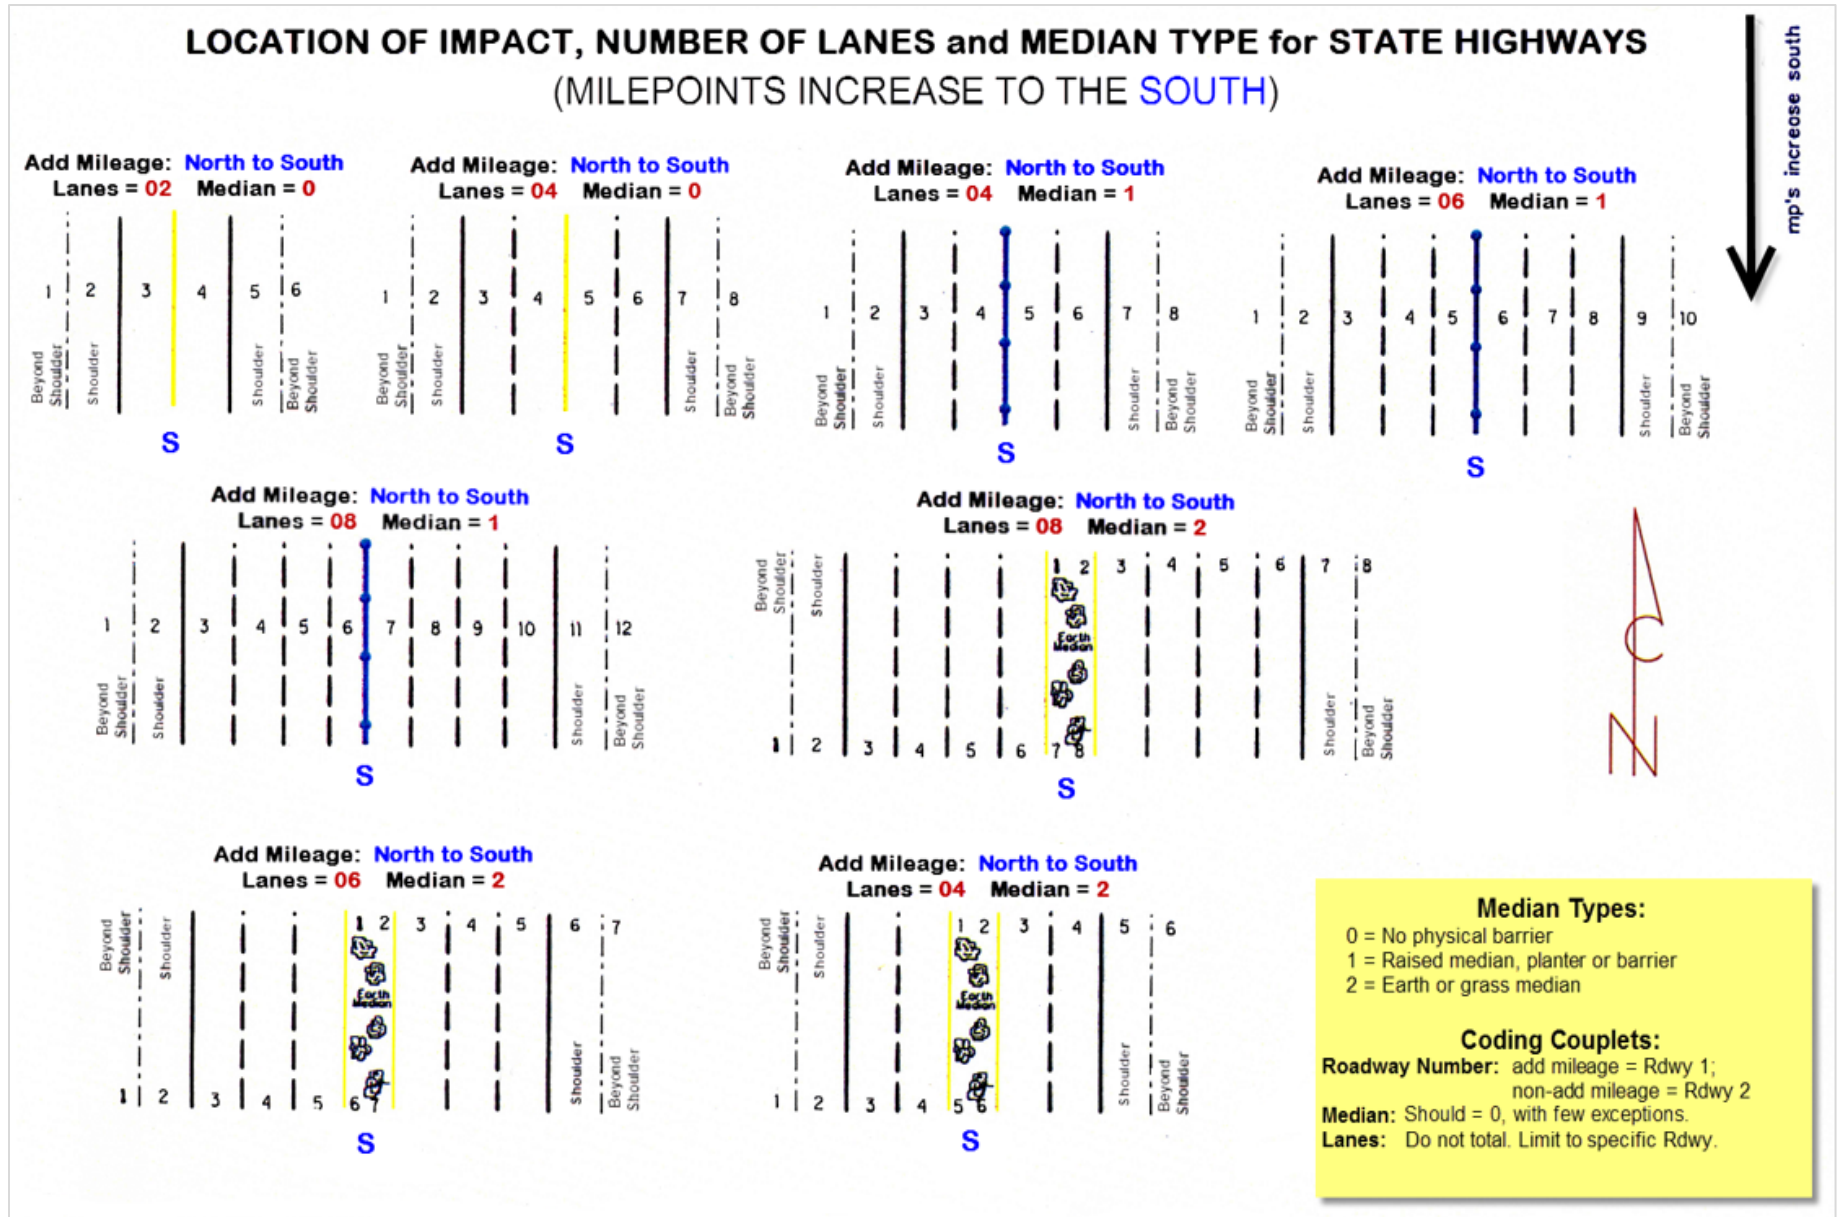 LOCATION OF IMPACT, NUMBER OF LANES and MEDIAN TYPE for STATE HIGHWAYS
(MILEPOINTS INCREASE TO THE SOUTH)
mp's increase south
Add Mileage: North to South
Lanes = 02 Median = 0
1 2 3 4 5 6
Beyond Shoulder
Shoulder
Shoulder
Beyond Shoulder
S
Add Mileage: North to South
Lanes = 04 Median = 0
1 2 3 4 5 6 7 8
Beyond Shoulder
Shoulder
Shoulder
Beyond Shoulder
S
Add Mileage: North to South
Lanes = 04 Median = 1
1 2 3 4 5 6 7 8
Beyond Shoulder
Shoulder
Shoulder
Beyond Shoulder
S
Add Mileage: North to South
Lanes = 06 Median = 1
1 2 3 4 5 6 7 8 9 10
Beyond Shoulder
Shoulder
Shoulder
Beyond Shoulder
S
Add Mileage: North to South
Lanes = 08 Median = 1
1 2 3 4 5 6 7 8 9 10 11 12
Beyond Shoulder
Shoulder
Shoulder
Beyond Shoulder
S
Add Mileage: North to South
Lanes = 08 Median = 2
Beyond Shoulder
Shoulder
1 2 3 4 5 6 7 8
Earth
Median
Shoulder
Beyond Shoulder
1 2 3 4 5 6 7 8
S
N
Add Mileage: North to South
Lanes = 06 Median = 2
Beyond Shoulder
Shoulder
1 2 3 4 5 6 7
Earth
Median
Shoulder
Beyond Shoulder
1 2 3 4 5 6 7
S
Add Mileage: North to South
Lanes = 04 Median = 2
Beyond Shoulder
Shoulder
1 2 3 4 5 6
Earth
Median
Shoulder
Beyond Shoulder
1 2 3 4 5 6
S
Median Types:
0 = No physical barrier
1 = Raised median, planter or barrier
2 = Earth or grass median
Coding Couplets:
Roadway Number: add mileage = Rdwy 1;
non-add mileage = Rdwy 2
Median: Should = 0, with few exceptions.
Lanes: Do not total. Limit to specific Rdwy.